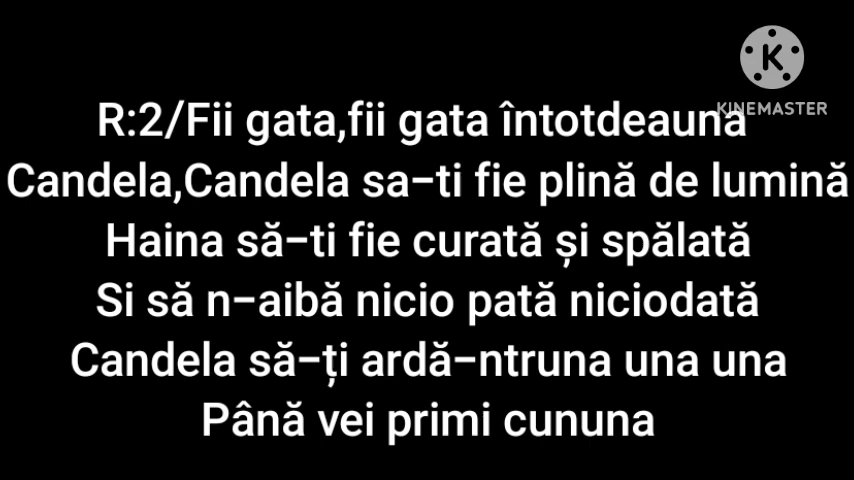 KINEMASTER
R:2/Fii gata,fii gata întotdeauna
Candela,Candela sa-ti fie plină de lumină
Haina să-ti fie curată și spălată
Si să n-aibă nicio pată niciodată
Candela să-ți ardă-ntruna una una
Până vei primi cununa